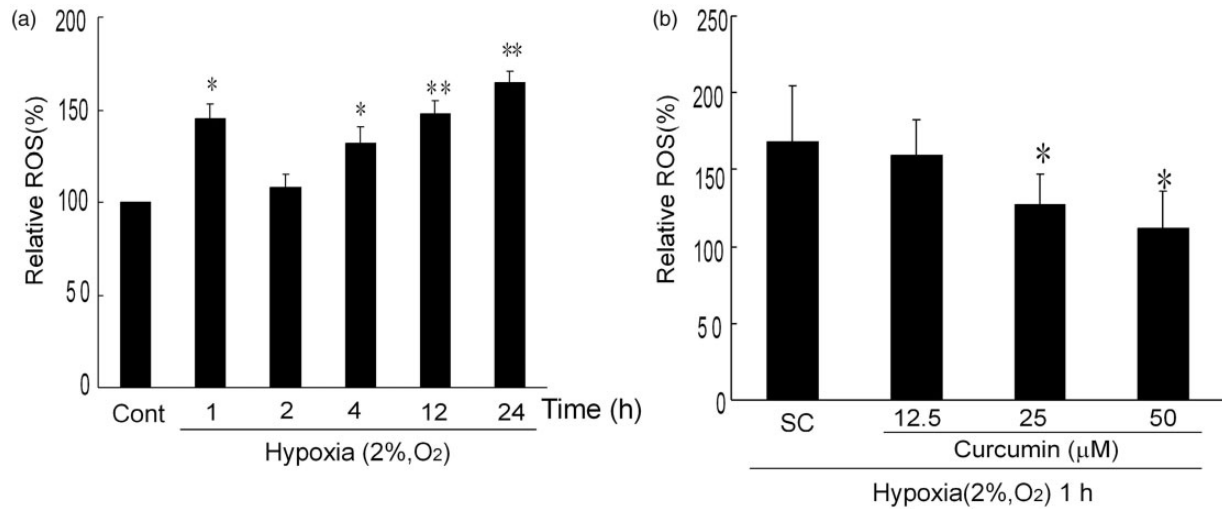 (a)
Relative ROS(%)
200
150
100
50
0
*
*
**
**
Cont 1 2 4 12 24 Time (h)
Hypoxia (2%,O2)
(b)
Relative ROS(%)
250
200
150
100
50
0
*
*
SC 12.5 25 50
Curcumin (μM)
Hypoxia(2%,O2) 1 h